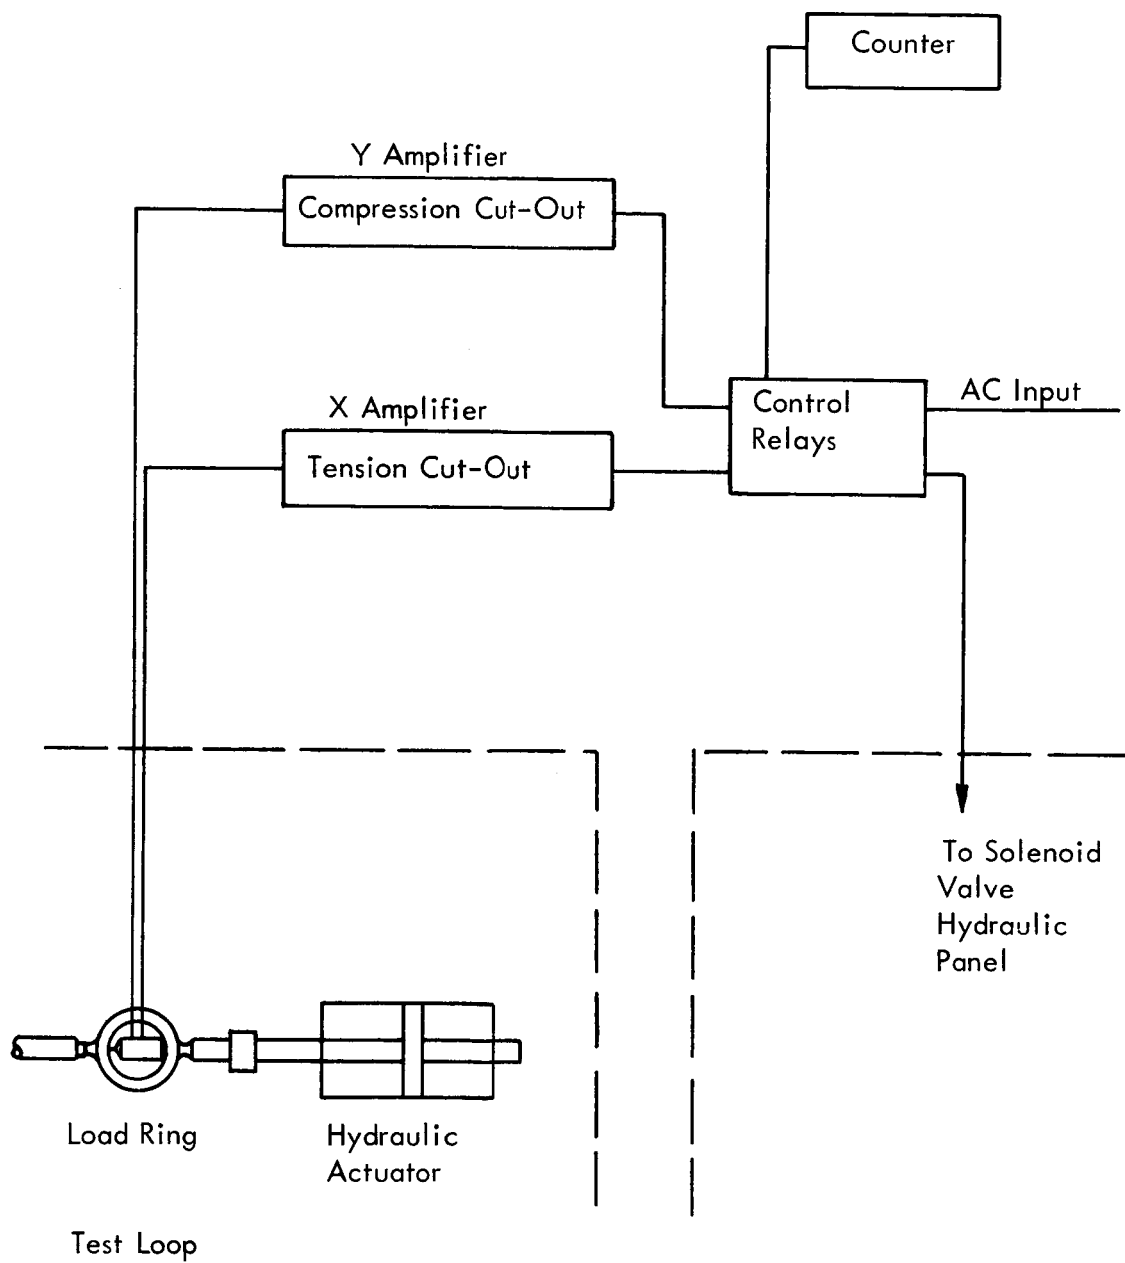 Counter
Y Amplifier
Compression Cut-Out
X Amplifier
Tension Cut-Out
Control
Relays
AC Input
To Solenoid
Valve
Hydraulic
Panel
Load Ring
Hydraulic
Actuator
Test Loop